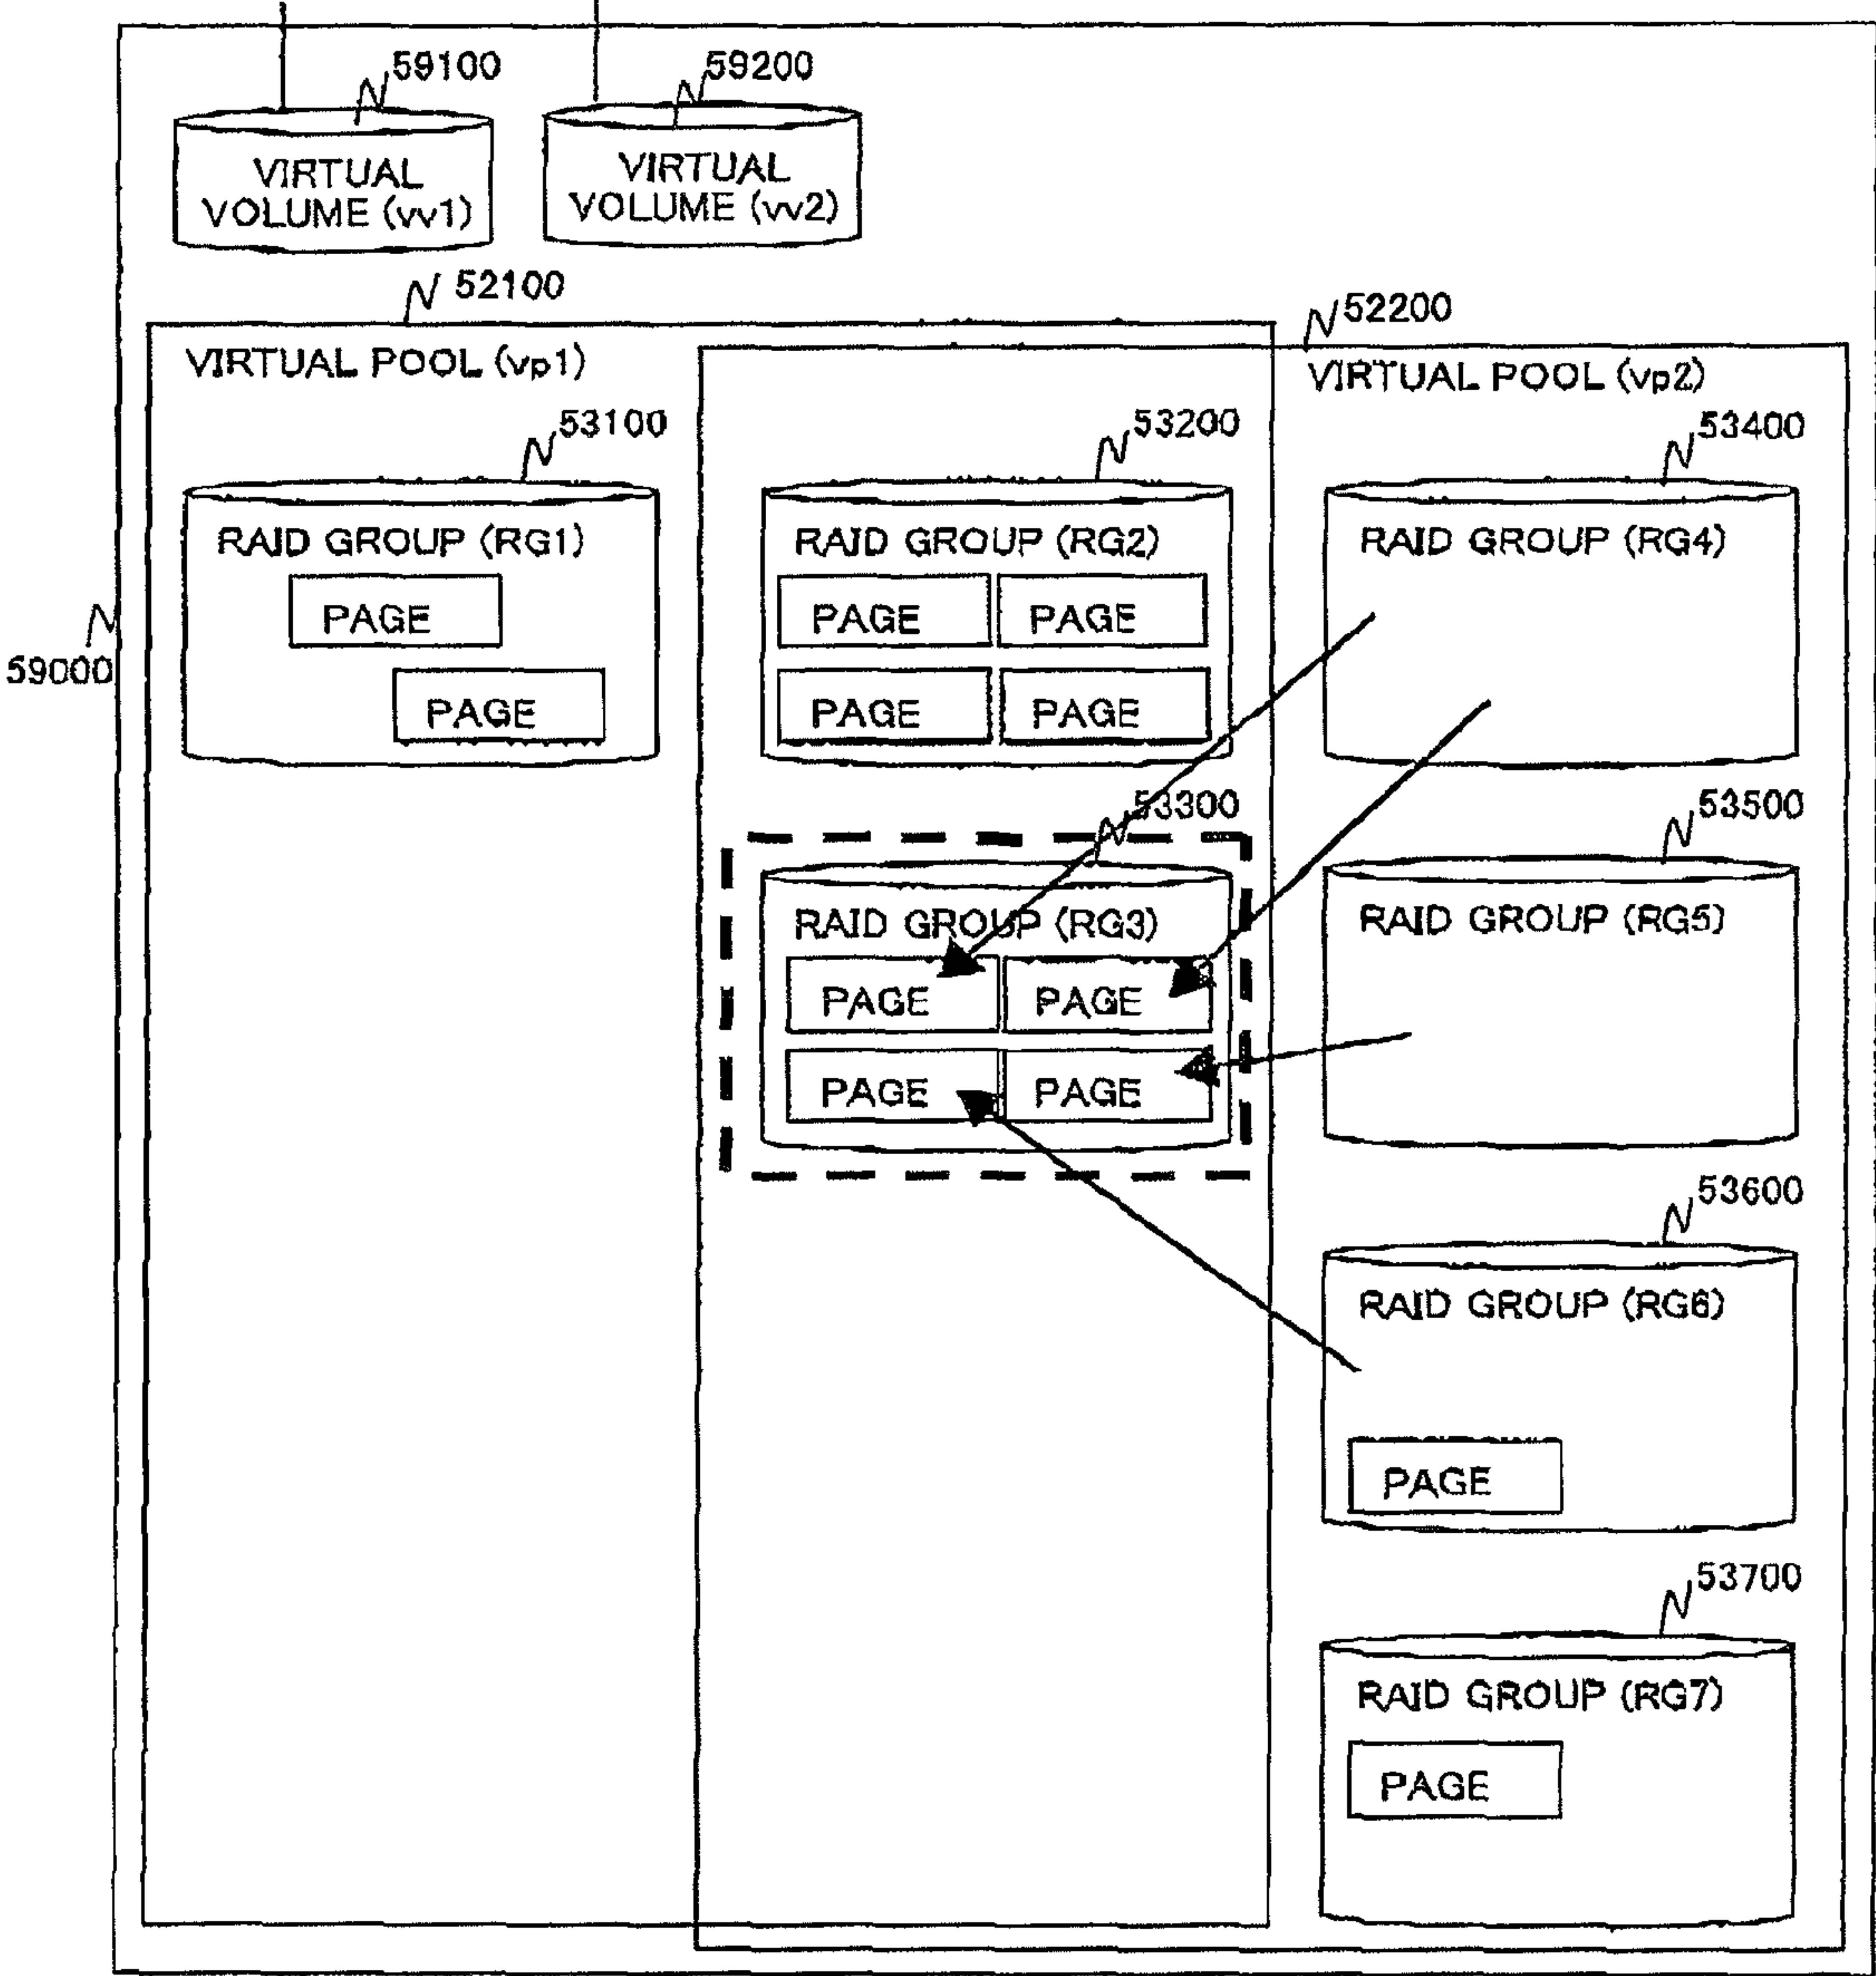 59100
59200
VIRTUAL
VOLUME (vv1)
VIRTUAL
VOLUME (vv2)
52100
52200
VIRTUAL POOL (vp1)
VIRTUAL POOL (vp2)
53100
53200
53400
RAID GROUP (RG1)
RAID GROUP (RG2)
RAID GROUP (RG4)
PAGE
PAGE
PAGE
59000
PAGE
PAGE
PAGE
53300
53500
RAID GROUP (RG3)
RAID GROUP (RG5)
PAGE
PAGE
PAGE
PAGE
53600
RAID GROUP (RG6)
PAGE
53700
RAID GROUP (RG7)
PAGE